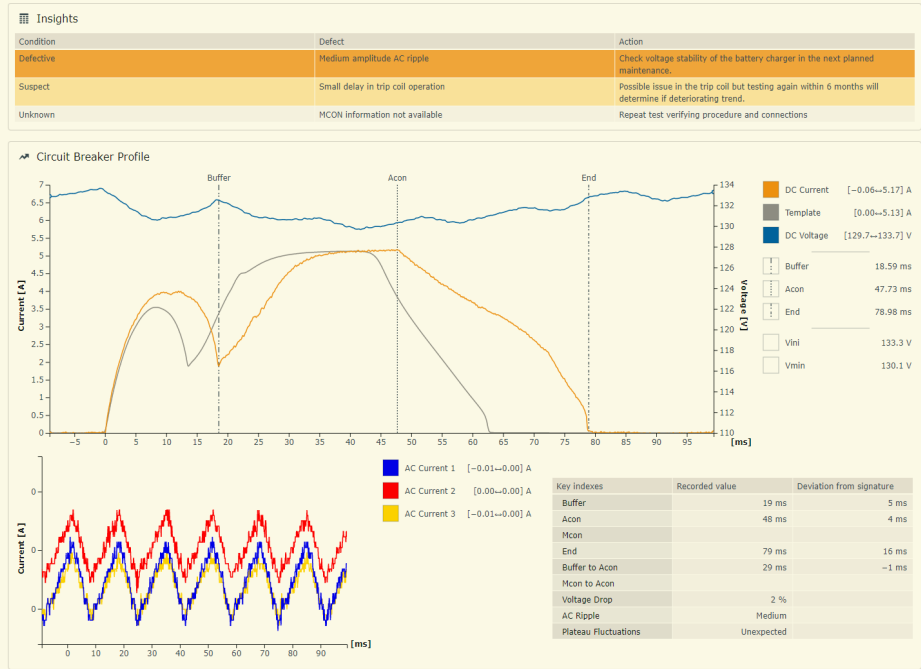 Insights
Condition Defect Action
Defective Medium amplitude AC ripple Check voltage stability of the battery charger in the next planned
maintenance.
Suspect Small delay in trip coil operation Possible issue in the trip coil but testing again within 6 months will
determine if deteriorating trend.
Unknown MCON information not available Repeat test verifying procedure and connections
Circuit Breaker Profile
Buffer Acon End
Current [A]
7
6.5
6
5.5
5
4.5
4
3.5
3
2.5
2
1.5
1
0.5
0
134
132
130
128
126
124
122
120
118
116
114
112
110
Voltage [V]
−5 0 5 10 15 20 25 30 35 40 45 50 55 60 65 70 75 80 85 90 95 [ms]
DC Current [−0.06↔5.17] A
Template [0.00↔5.13] A
DC Voltage [129.7↔133.7] V
Buffer 18.59 ms
Acon 47.73 ms
End 78.98 ms
Vini 133.3 V
Vmin 130.1 V
Current [A]
0
0
0
0 10 20 30 40 50 60 70 80 90 [ms]
AC Current 1 [−0.01↔0.00] A
AC Current 2 [0.00↔0.00] A
AC Current 3 [−0.01↔0.00] A
Key indexes Recorded value Deviation from signature
Buffer 19 ms 5 ms
Acon 48 ms 4 ms
Mcon
End 79 ms 16 ms
Buffer to Acon 29 ms −1 ms
Mcon to Acon
Voltage Drop 2 %
AC Ripple Medium
Plateau Fluctuations Unexpected